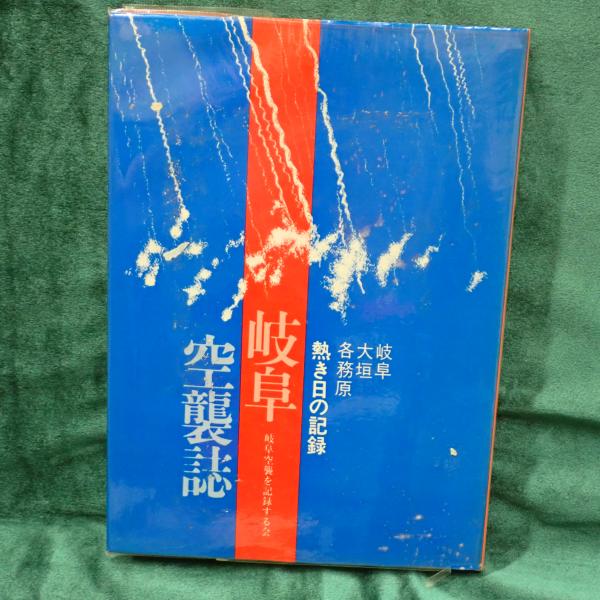 岐阜
大垣
各務原
熱き日の記録
岐阜
空襲誌
岐阜空襲を記録する会